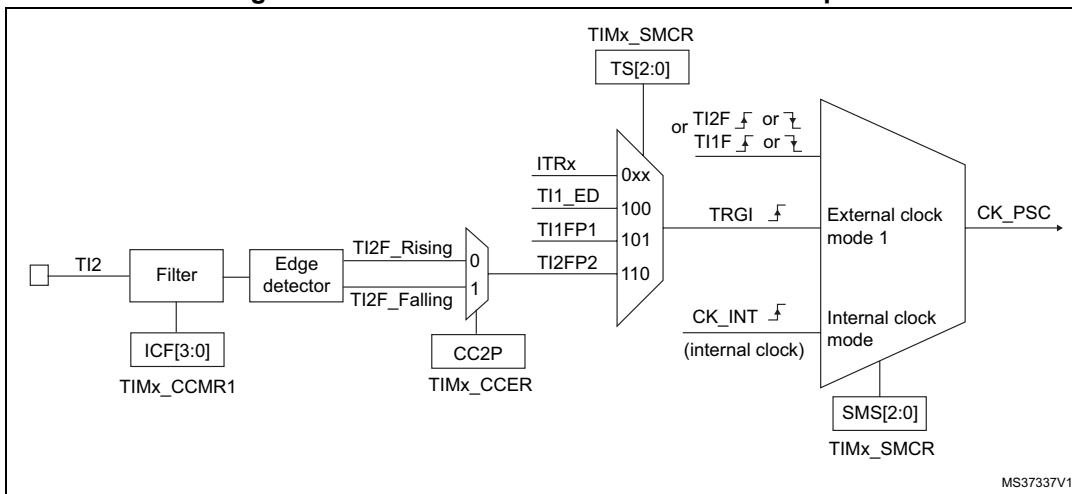 TIMx_SMCR
TS[2:0]
or TI2F or
TI1F or
ITRx
0xx
TI1_ED
100
TI1FP1
101
TI2FP2
110
TRGI
External clock
mode 1
CK_PSC
TI2
Filter
Edge
detector
TI2F_Rising
0
TI2F_Falling
1
ICF[3:0]
TIMx_CCMR1
CC2P
TIMx_CCER
CK_INT
(internal clock)
Internal clock
mode
SMS[2:0]
TIMx_SMCR
MS37337V1